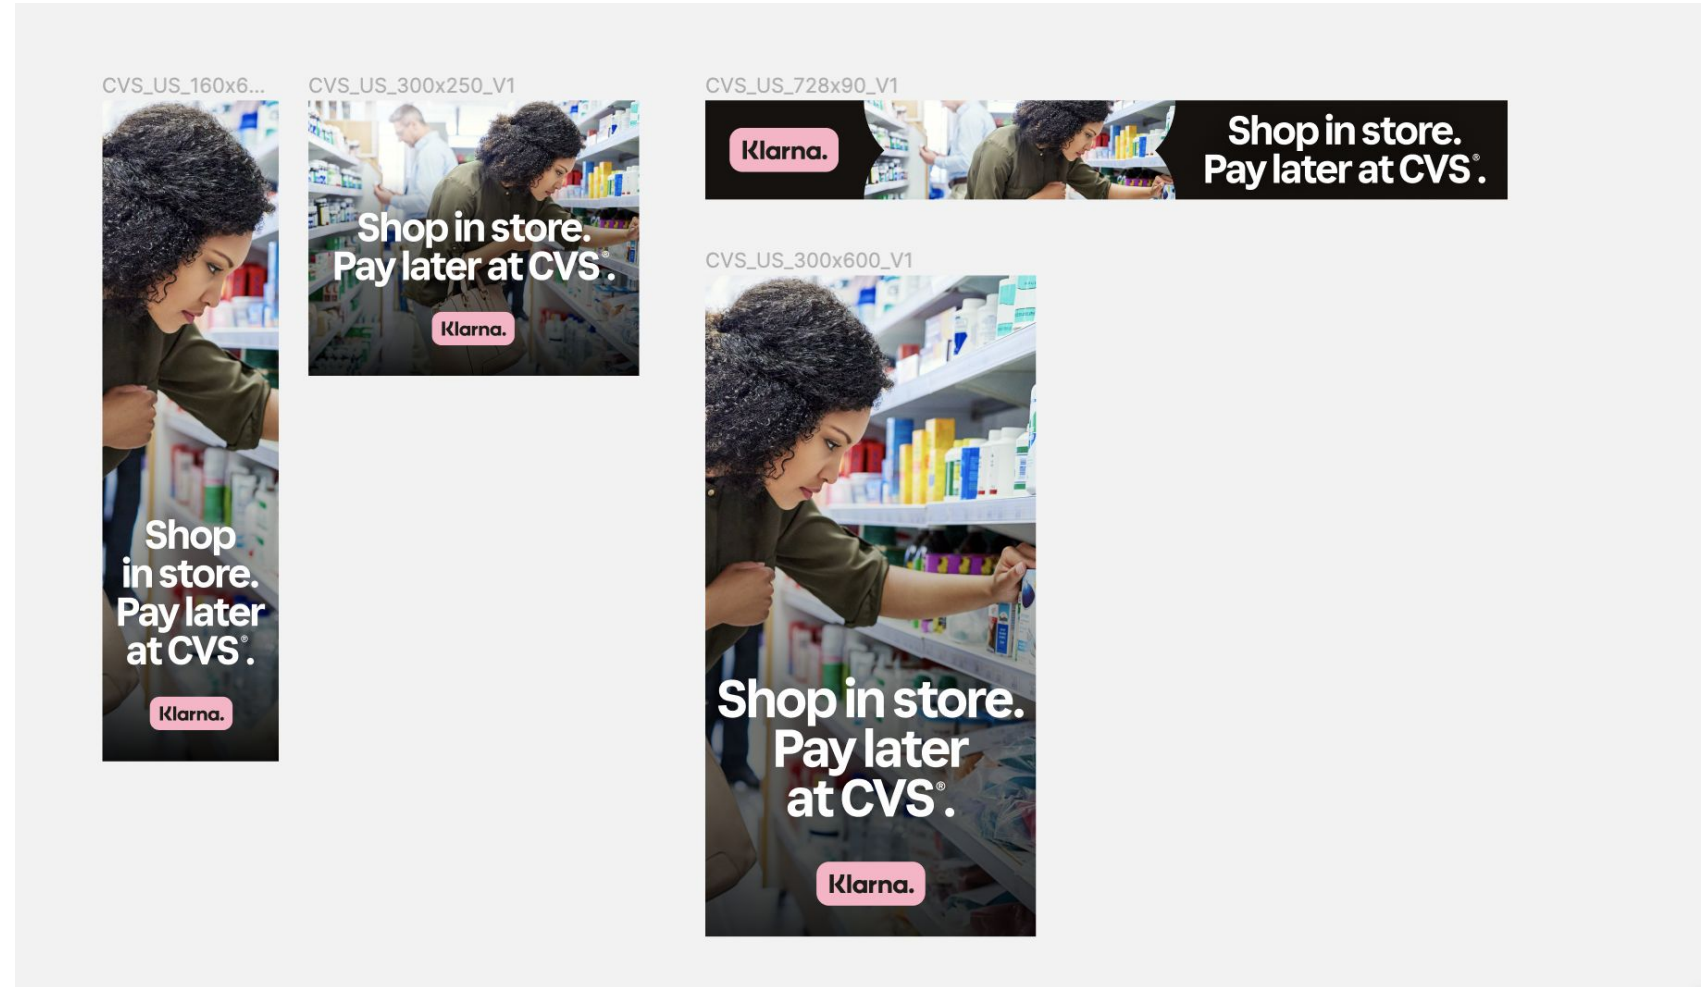 CVS_US_160x6...
Shop
in store.
Pay later
at CVS®.
Klarna.
CVS_US_300x250_V1
Shop in store.
Pay later at CVS®.
Klarna.
CVS_US_728x90_V1
Klarna.
Shop in store.
Pay later at CVS®.
CVS_US_300x600_V1
Shop in store.
Pay later
at CVS®.
Klarna.